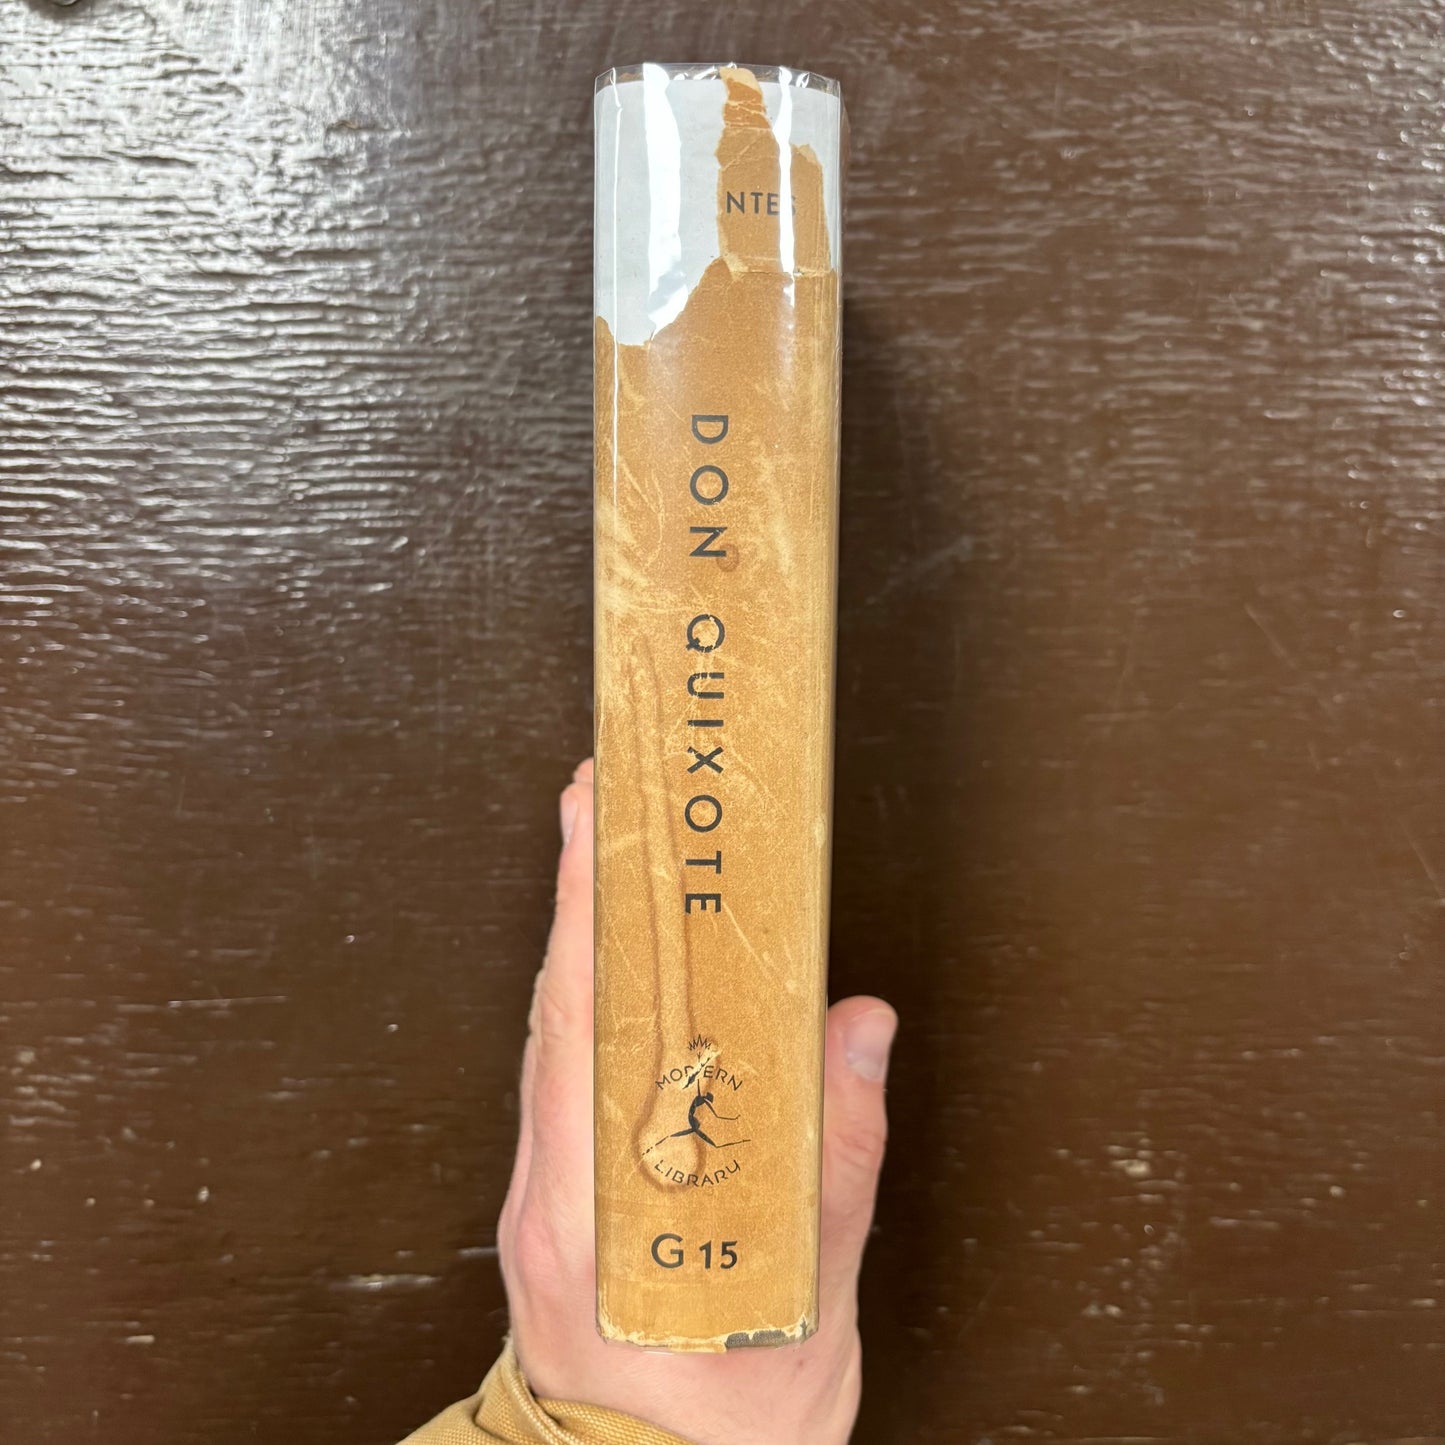 NTES
DON QUIXOTE
MODERN
LIBRARY
G 15